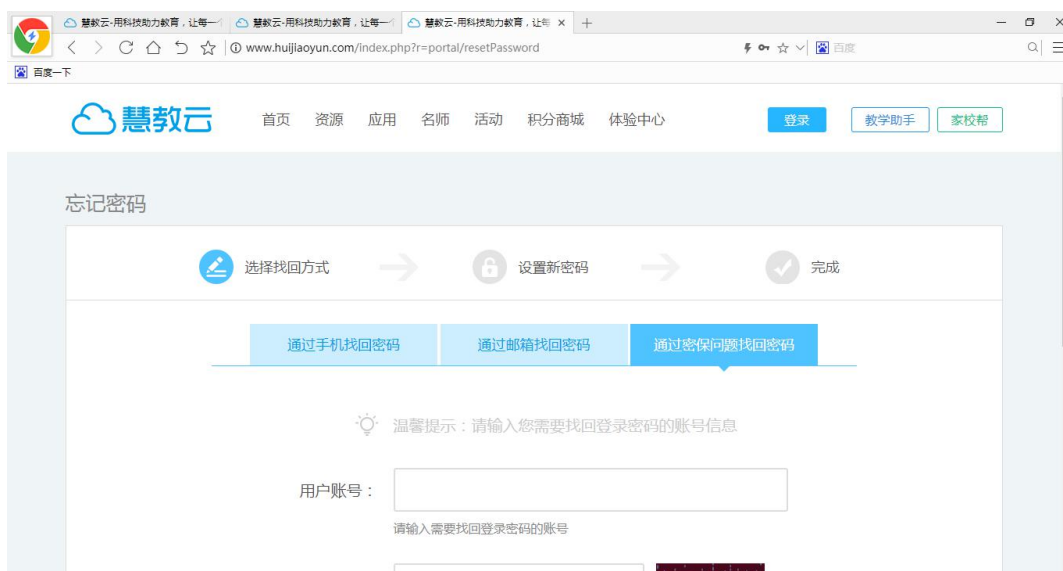 慧教云-用科技助力教育，让每一 慧教云-用科技助力教育，让每一 慧教云-用科技助力教育，让每
www.huijiaoyun.com/index.php?r=portal/resetPassword 百度
百度一下
慧教云 首页 资源 应用 名师 活动 积分商城 体验中心 登录 教学助手 家校帮
忘记密码
选择找回方式 设置新密码 完成
通过手机找回密码 通过邮箱找回密码 通过密保问题找回密码
温馨提示：请输入您需要找回登录密码的账号信息
用户账号：
请输入需要找回登录密码的账号